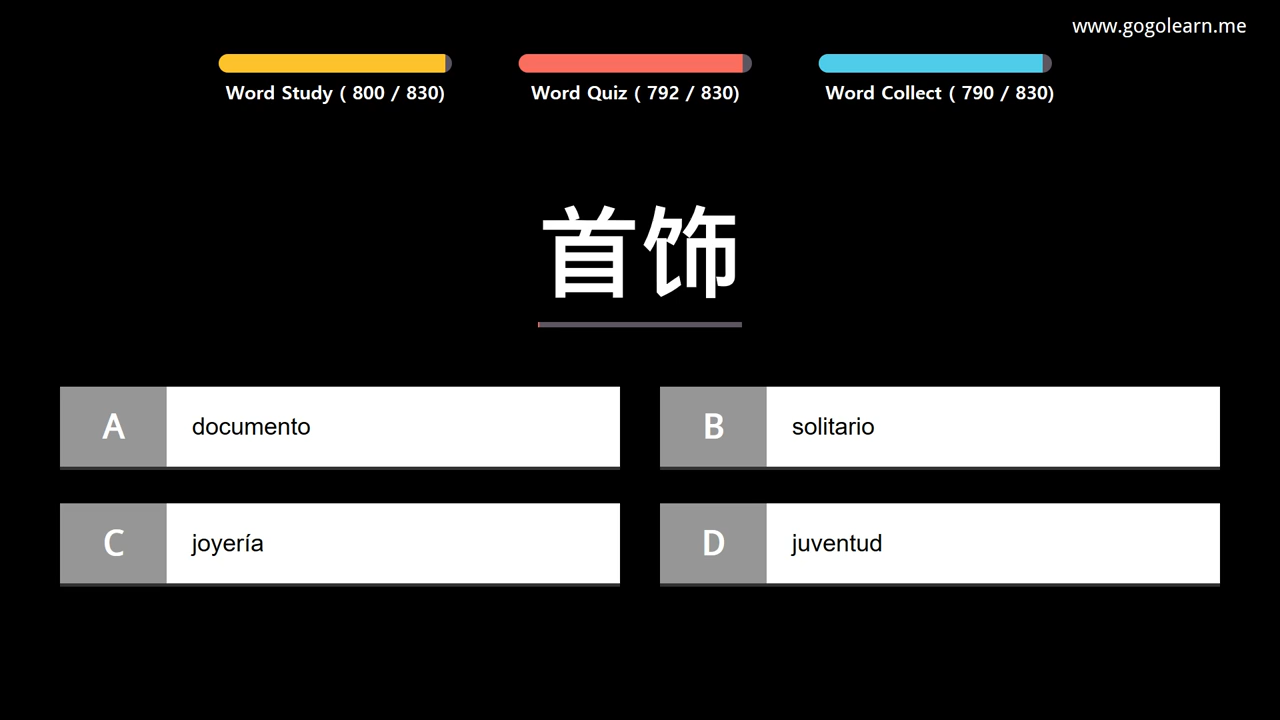 www.gogolearn.me
Word Study ( 800 / 830)
Word Quiz ( 792 / 830)
Word Collect ( 790 / 830)
首饰
A documento
B solitario
C joyería
D juventud